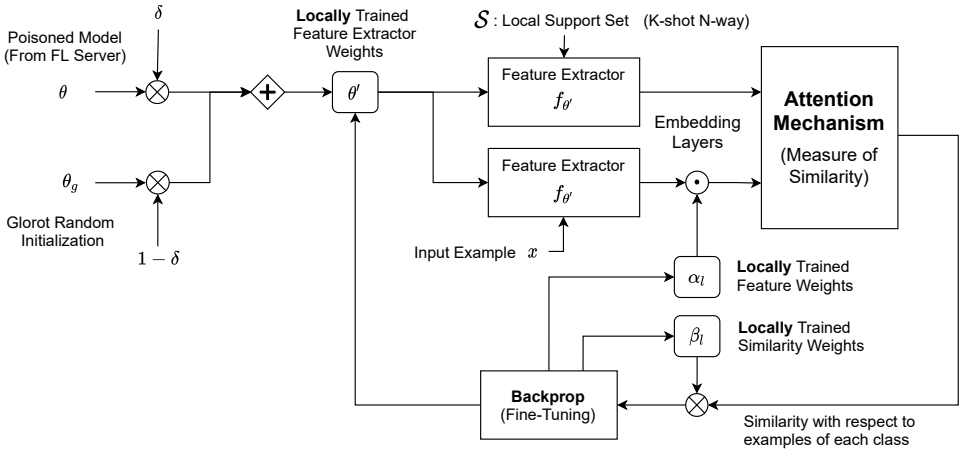 δ
Poisoned Model
(From FL Server)
θ
θ_g
Glorot Random
Initialization
1 − δ
Locally Trained
Feature Extractor
Weights
θ′
𝒮 : Local Support Set (K-shot N-way)
Feature Extractor
f_θ′
Feature Extractor
f_θ′
Input Example x
Embedding
Layers
Attention
Mechanism
(Measure of
Similarity)
α_l
Locally Trained
Feature Weights
β_l
Locally Trained
Similarity Weights
Backprop
(Fine-Tuning)
Similarity with respect to
examples of each class